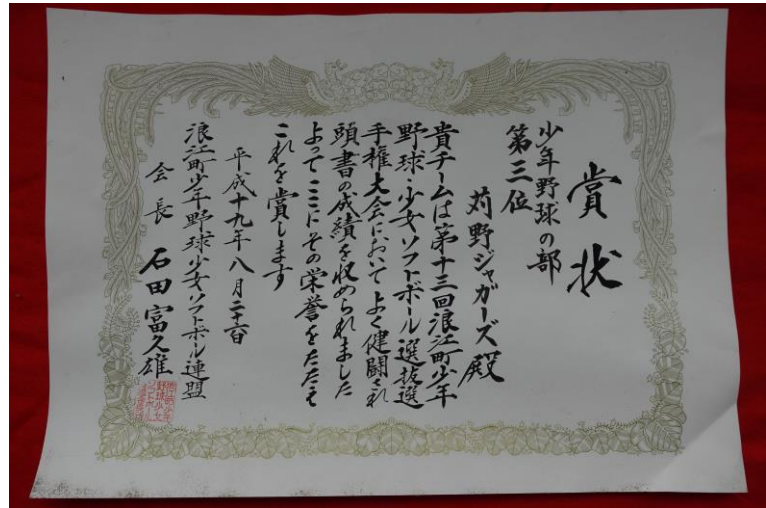 賞状
少年野球の部
第三位
苅野ジャガーズ殿
貴チームは第十三回浪江町少年
野球・少女ソフトボール選抜選
手権大会においてよく健闘され
頭書の成績を収められました
よってここにその栄誉をたたえ
これを賞します
平成十九年八月二十六日
浪江町少年野球少女ソフトボール連盟
会長 石田富久雄